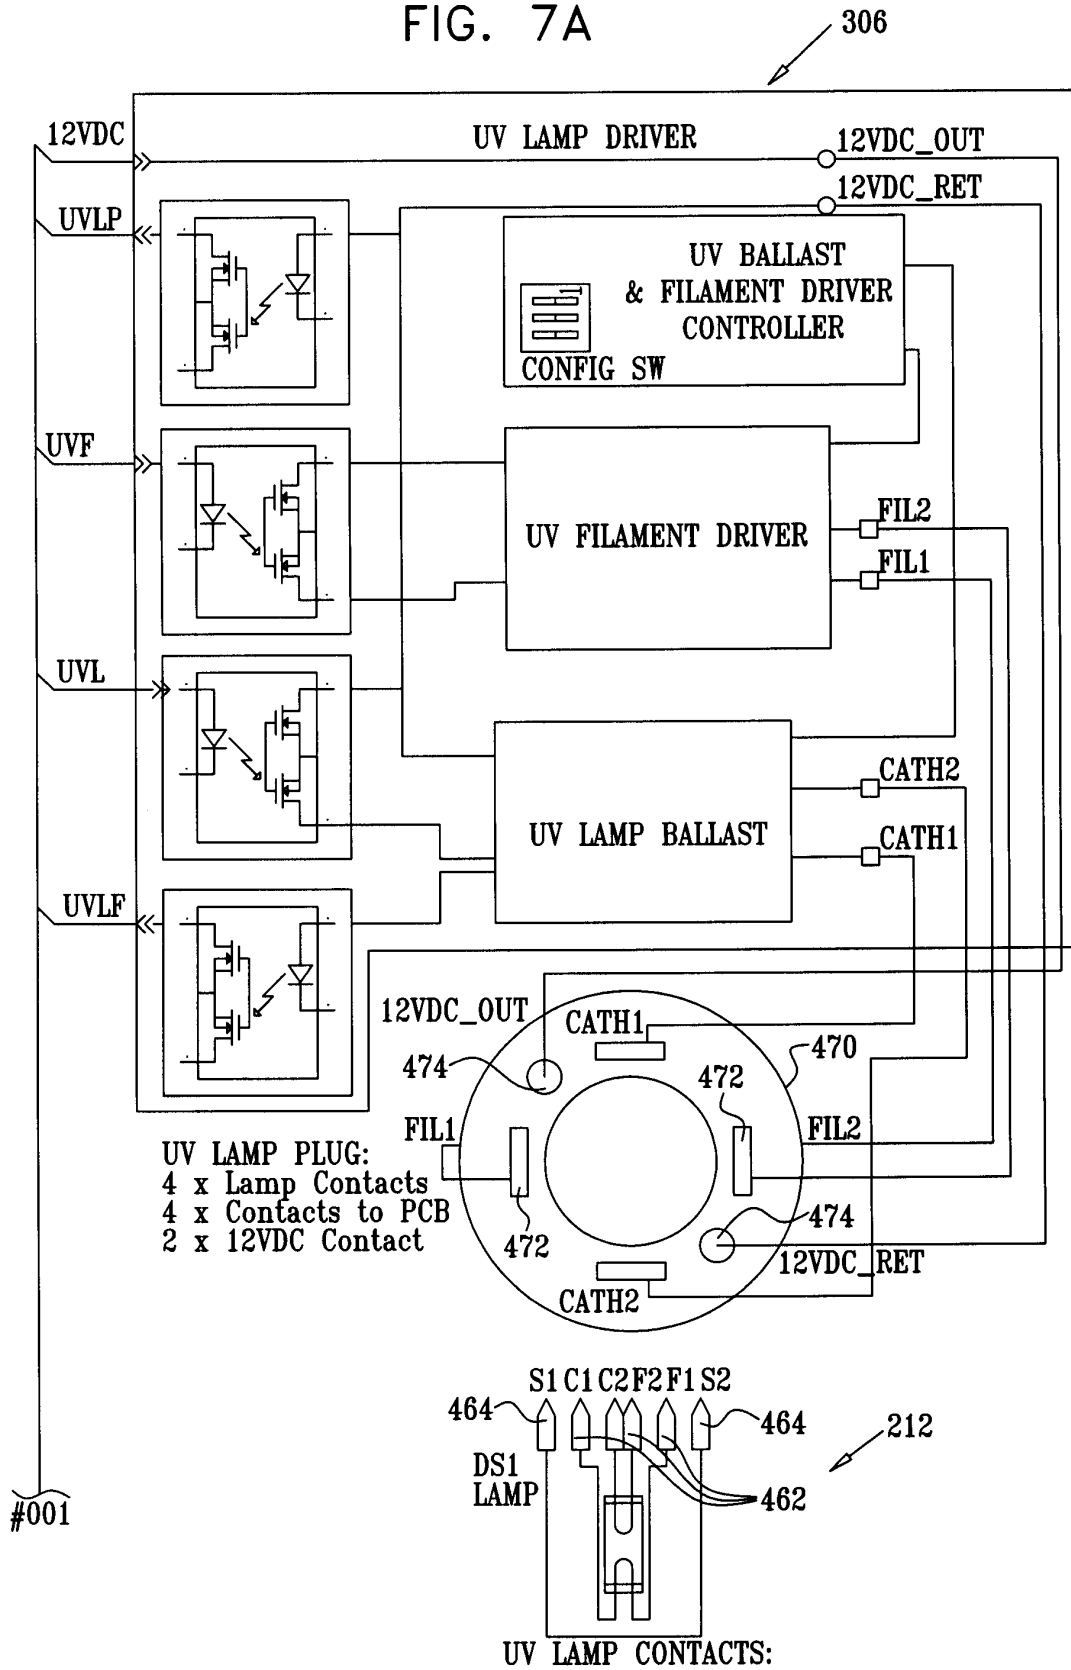 FIG. 7A
306
12VDC
UV LAMP DRIVER
12VDC_OUT
12VDC_RET
UVLP
UV BALLAST
& FILAMENT DRIVER
CONTROLLER
1
CONFIG SW
UVF
UV FILAMENT DRIVER
FIL2
FIL1
UVL
UV LAMP BALLAST
CATH2
CATH1
UVLF
12VDC_OUT
CATH1
470
474
472
FIL1
FIL2
UV LAMP PLUG:
4 x Lamp Contacts
4 x Contacts to PCB
2 x 12VDC Contact
472
474
12VDC_RET
CATH2
S1 C1 C2 F2 F1 S2
464
464
212
DS1
LAMP
462
#001
UV LAMP CONTACTS: